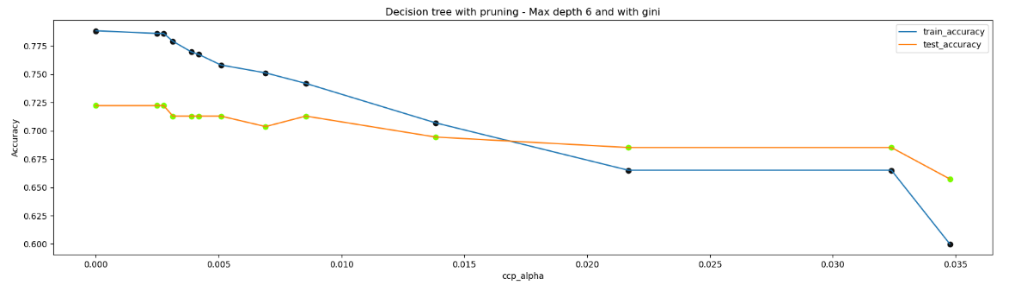 Decision tree with pruning - Max depth 6 and with gini
train_accuracy
test_accuracy
Accuracy
0.775
0.750
0.725
0.700
0.675
0.650
0.625
0.600
0.000 0.005 0.010 0.015 0.020 0.025 0.030 0.035
ccp_alpha